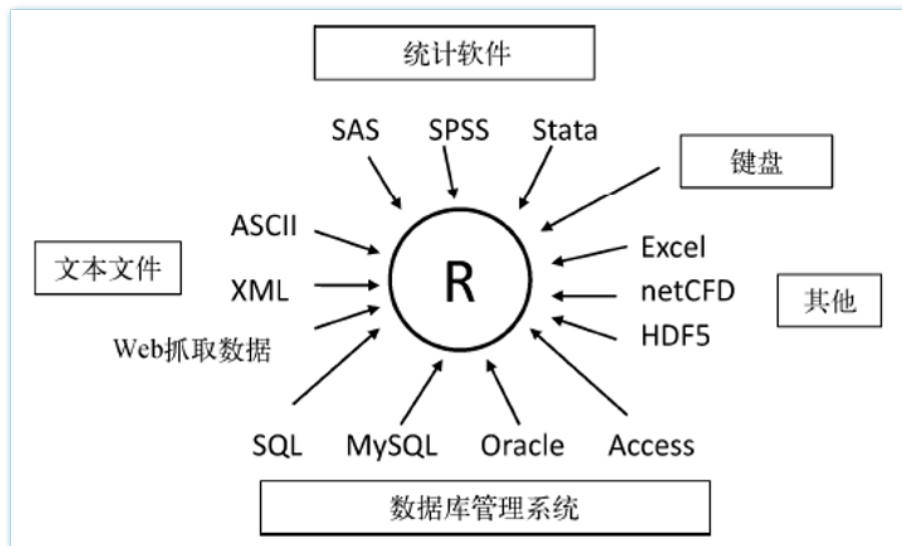 统计软件
SAS SPSS Stata
键盘
ASCII
文本文件
XML
Web抓取数据
R
Excel
netCFD
HDF5
其他
SQL MySQL Oracle Access
数据库管理系统